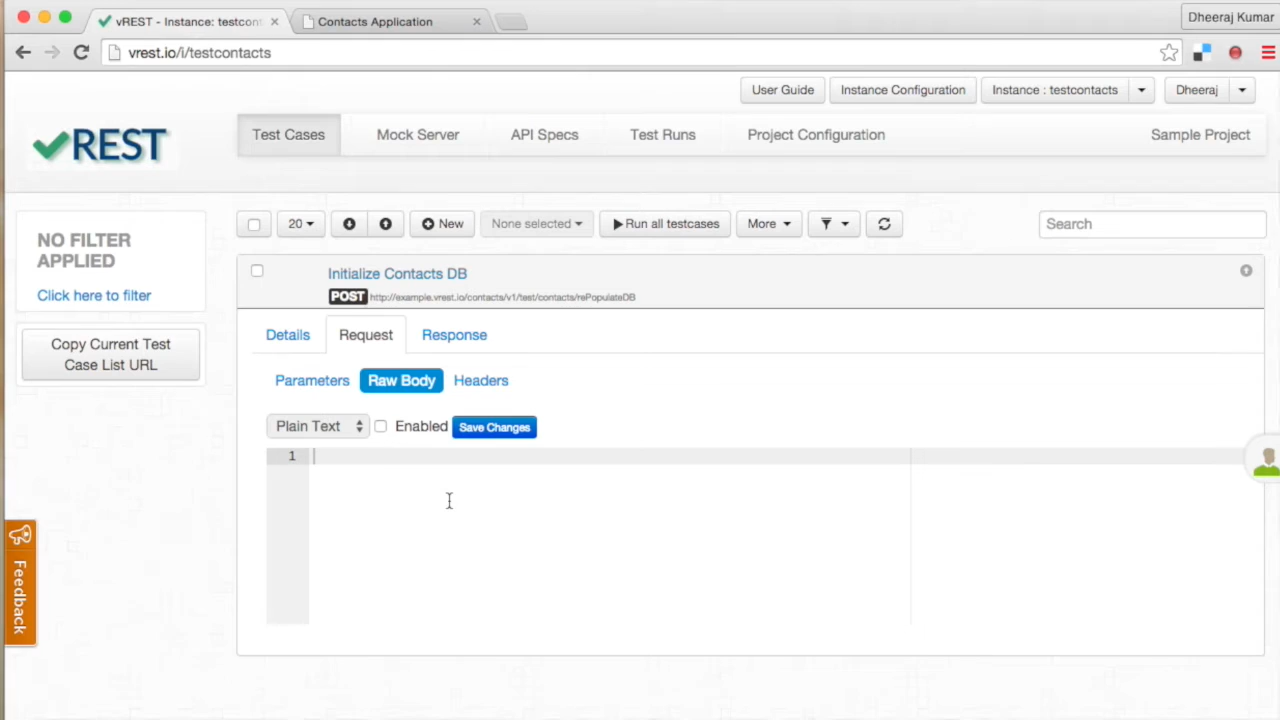 vREST - Instance: testcont
Contacts Application
Dheeraj Kumar
vrest.io/i/testcontacts
User Guide
Instance Configuration
Instance : testcontacts
Dheeraj
REST
Test Cases
Mock Server
API Specs
Test Runs
Project Configuration
Sample Project
NO FILTER
APPLIED
Click here to filter
Copy Current Test
Case List URL
20
New
None selected
Run all testcases
More
Search
Initialize Contacts DB
POST http://example.vrest.io/contacts/v1/test/contacts/rePopulateDB
Details
Request
Response
Parameters
Raw Body
Headers
Plain Text
Enabled
Save Changes
1
Feedback